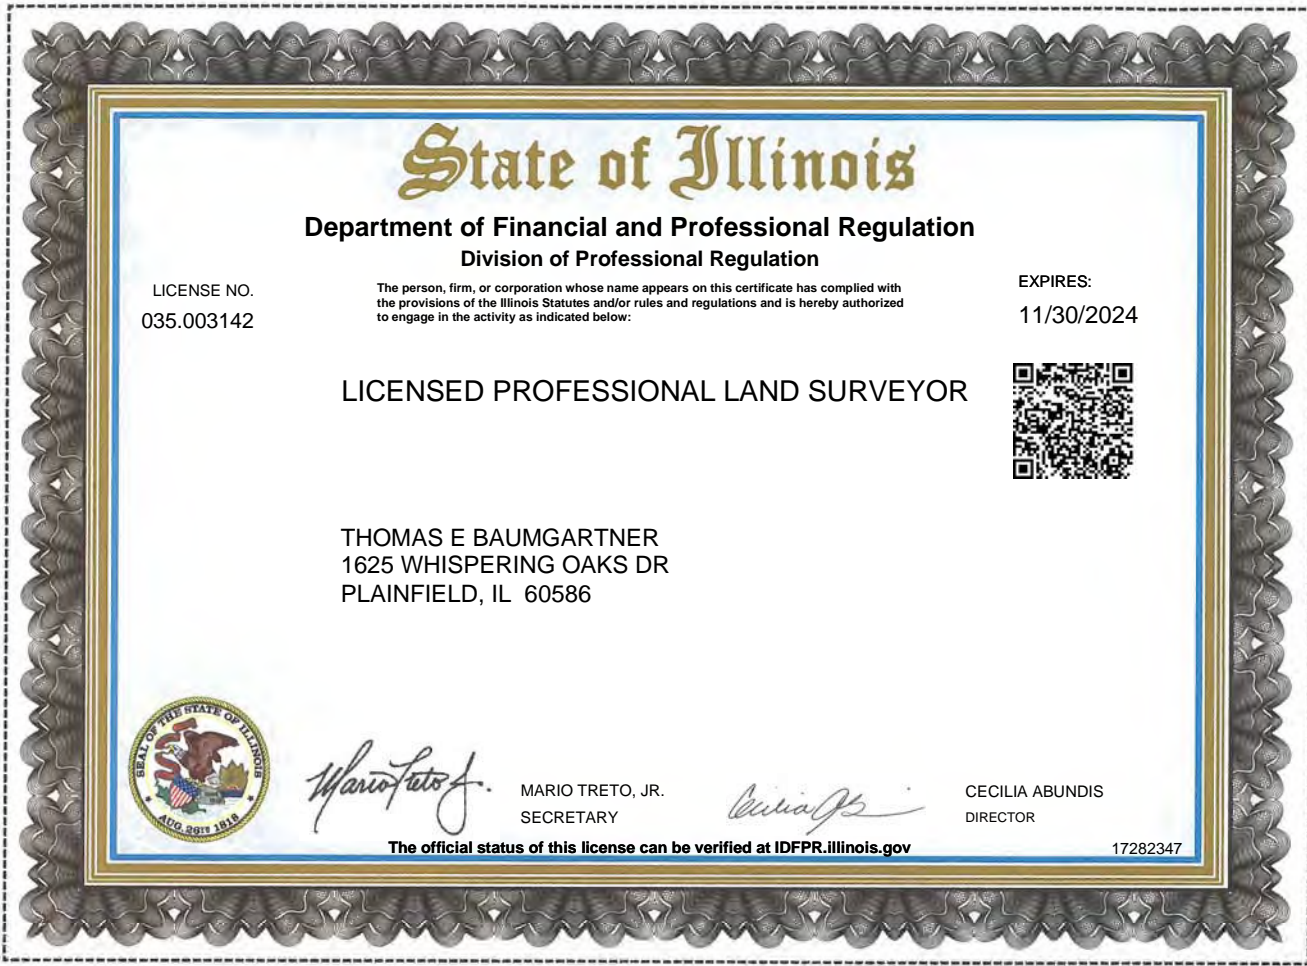 State of Illinois
Department of Financial and Professional Regulation
Division of Professional Regulation
LICENSE NO.
035.003142
The person, firm, or corporation whose name appears on this certificate has complied with
the provisions of the Illinois Statutes and/or rules and regulations and is hereby authorized
to engage in the activity as indicated below:
EXPIRES:
11/30/2024
LICENSED PROFESSIONAL LAND SURVEYOR
THOMAS E BAUMGARTNER
1625 WHISPERING OAKS DR
PLAINFIELD, IL  60586
SEAL OF THE STATE OF ILLINOIS
AUG. 26TH 1818
Mario Treto Jr.
MARIO TRETO, JR.
SECRETARY
CECILIA ABUNDIS
DIRECTOR
The official status of this license can be verified at IDFPR.illinois.gov
17282347